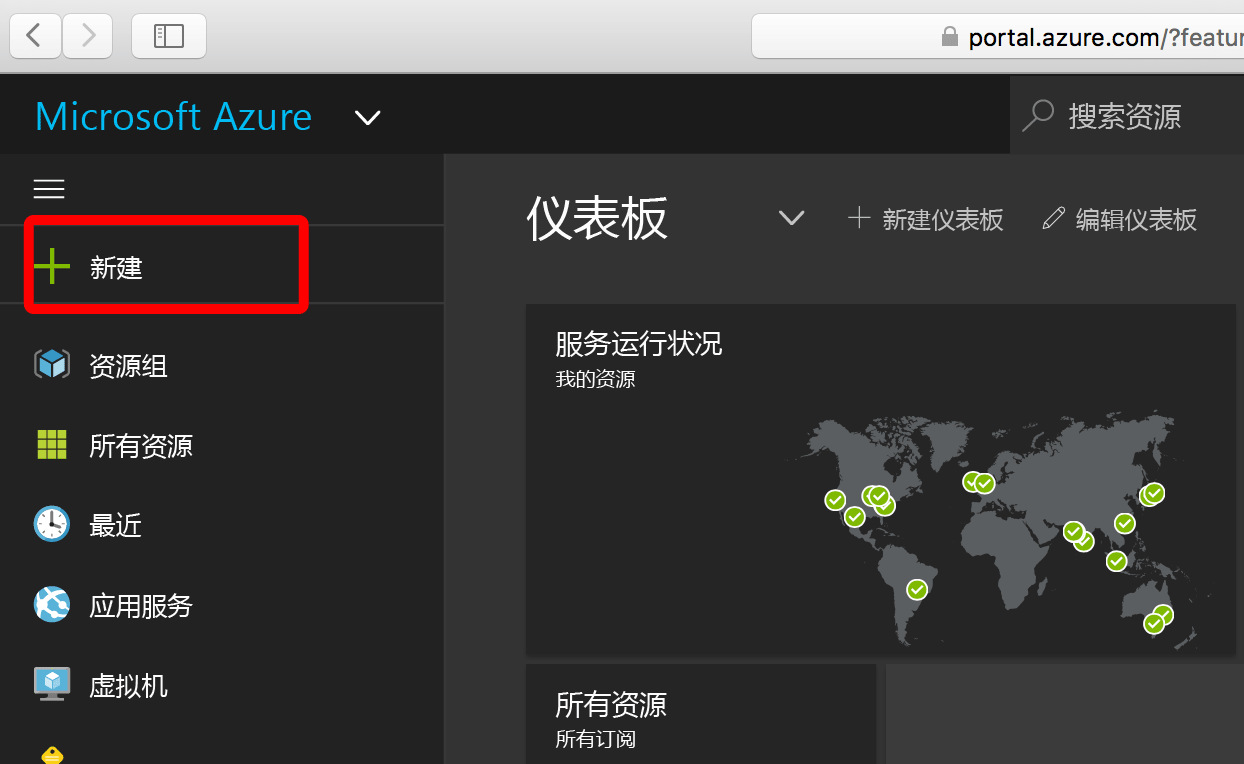 portal.azure.com/?featur
Microsoft Azure
搜索资源
仪表板
新建仪表板
编辑仪表板
新建
资源组
所有资源
最近
应用服务
虚拟机
服务运行状况
我的资源
所有资源
所有订阅